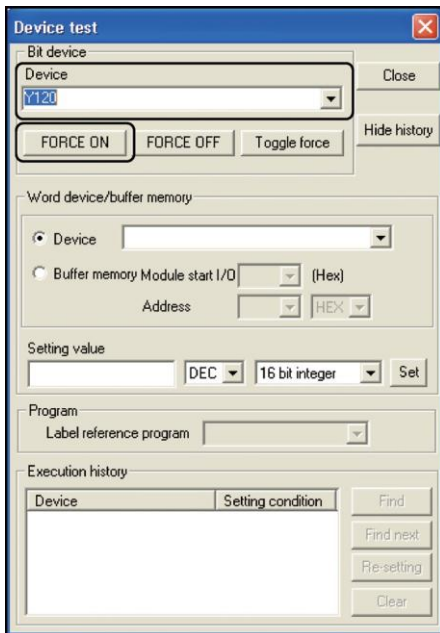 Device test
Bit device
Device
Close
Y120
FORCE ON FORCE OFF Toggle force
Hide history
Word device/buffer memory
Device
Buffer memory Module start I/O (Hex)
Address HEX
Setting value
DEC 16 bit integer Set
Program
Label reference program
Execution history
Device Setting condition
Find
Find next
Re-setting
Clear